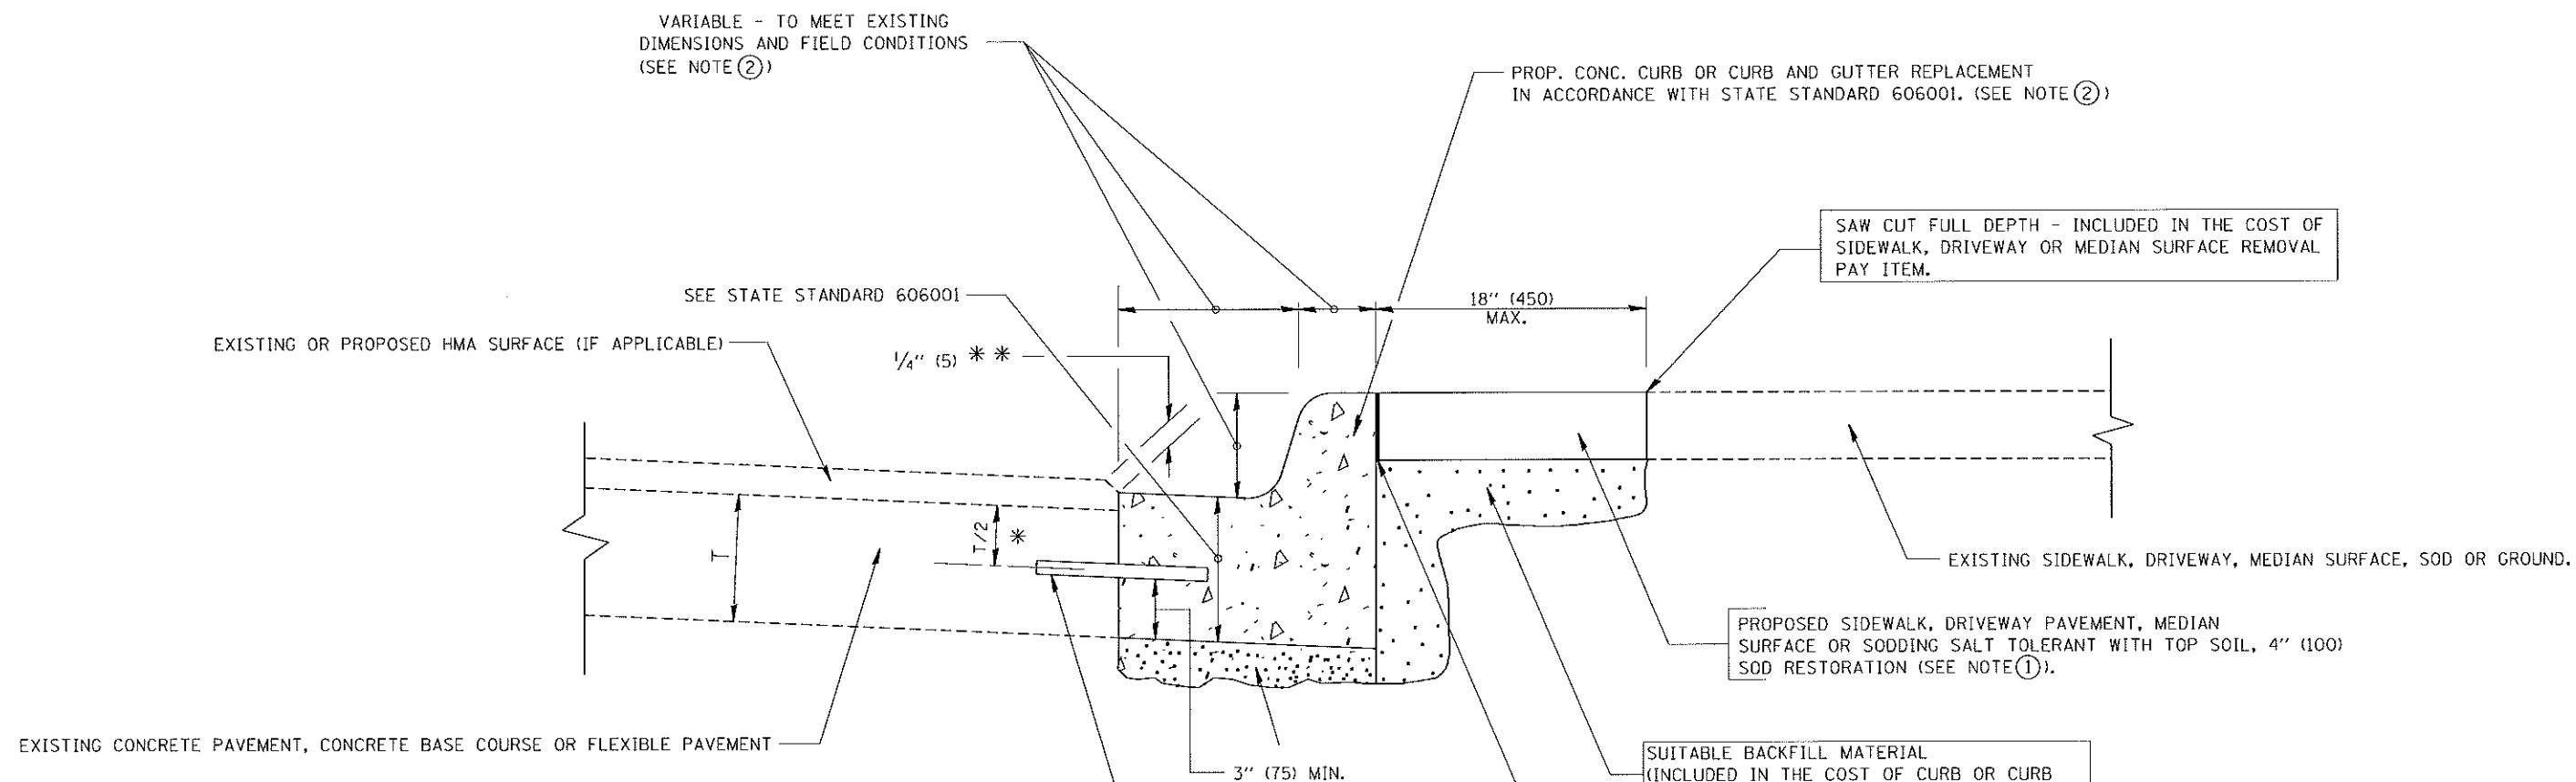 VARIABLE - TO MEET EXISTING
DIMENSIONS AND FIELD CONDITIONS
(SEE NOTE ②)
PROP. CONC. CURB OR CURB AND GUTTER REPLACEMENT
IN ACCORDANCE WITH STATE STANDARD 606001. (SEE NOTE ②)
SAW CUT FULL DEPTH - INCLUDED IN THE COST OF
SIDEWALK, DRIVEWAY OR MEDIAN SURFACE REMOVAL
PAY ITEM.
SEE STATE STANDARD 606001
18" (450)
MAX.
EXISTING OR PROPOSED HMA SURFACE (IF APPLICABLE)
1/4" (5) * *
T
T/2 *
EXISTING SIDEWALK, DRIVEWAY, MEDIAN SURFACE, SOD OR GROUND.
PROPOSED SIDEWALK, DRIVEWAY PAVEMENT, MEDIAN
SURFACE OR SODDING SALT TOLERANT WITH TOP SOIL, 4" (100)
SOD RESTORATION (SEE NOTE ①).
EXISTING CONCRETE PAVEMENT, CONCRETE BASE COURSE OR FLEXIBLE PAVEMENT
3" (75) MIN.
SUITABLE BACKFILL MATERIAL
(INCLUDED IN THE COST OF CURB OR CURB